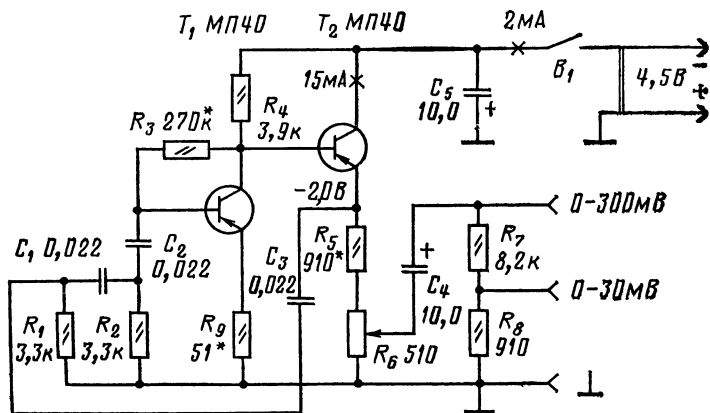 T₁ МП40
T₂ МП40
2мА
В₁
4,5В
−
+
15мА
C₅
10,0
+
R₃ 270к*
R₄
3,9к
−2,0В
0-300мВ
C₁ 0,022
C₂
0,022
C₃
0,022
R₅
910*
+
C₄
10,0
R₇
8,2к
0-30мВ
R₁
3,3к
R₂
3,3к
R₉
51*
R₆ 510
R₈
910
⊥